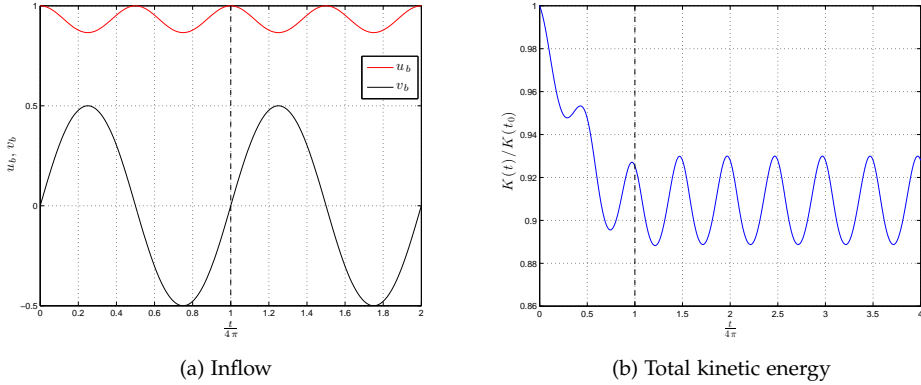 1
0.5
0
−0.5
0 0.2 0.4 0.6 0.8 1 1.2 1.4 1.6 1.8 2
u_b, v_b
t
4 π
u_b
v_b
(a) Inflow
1
0.98
0.96
0.94
0.92
0.9
0.88
0.86
0 0.5 1 1.5 2 2.5 3 3.5 4
K(t)/K(t_0)
t
4 π
(b) Total kinetic energy